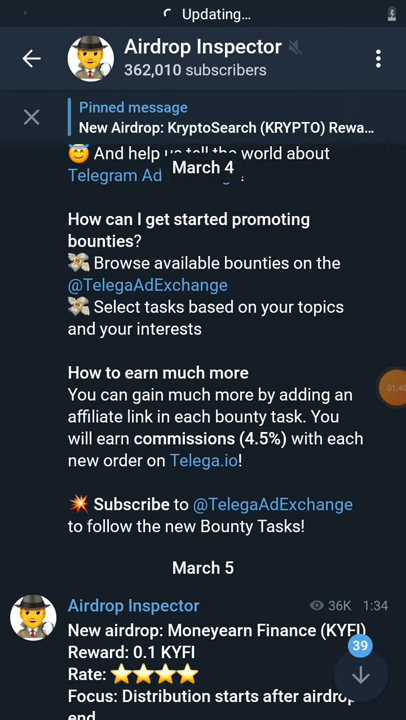 Updating...
Airdrop Inspector
362,010 subscribers
Pinned message
New Airdrop: KryptoSearch (KRYPTO) Rewa...
And help us tell the world about
March 4
Telegram Ad
How can I get started promoting
bounties?
Browse available bounties on the
@TelegaAdExchange
Select tasks based on your topics
and your interests
How to earn much more
You can gain much more by adding an
affiliate link in each bounty task. You
will earn commissions (4.5%) with each
new order on Telega.io!
Subscribe to @TelegaAdExchange
to follow the new Bounty Tasks!
March 5
Airdrop Inspector 36K 1:34
New airdrop: Moneyearn Finance (KYFI)
Reward: 0.1 KYFI
Rate:
Focus: Distribution starts after airdrop
end
39
01:40